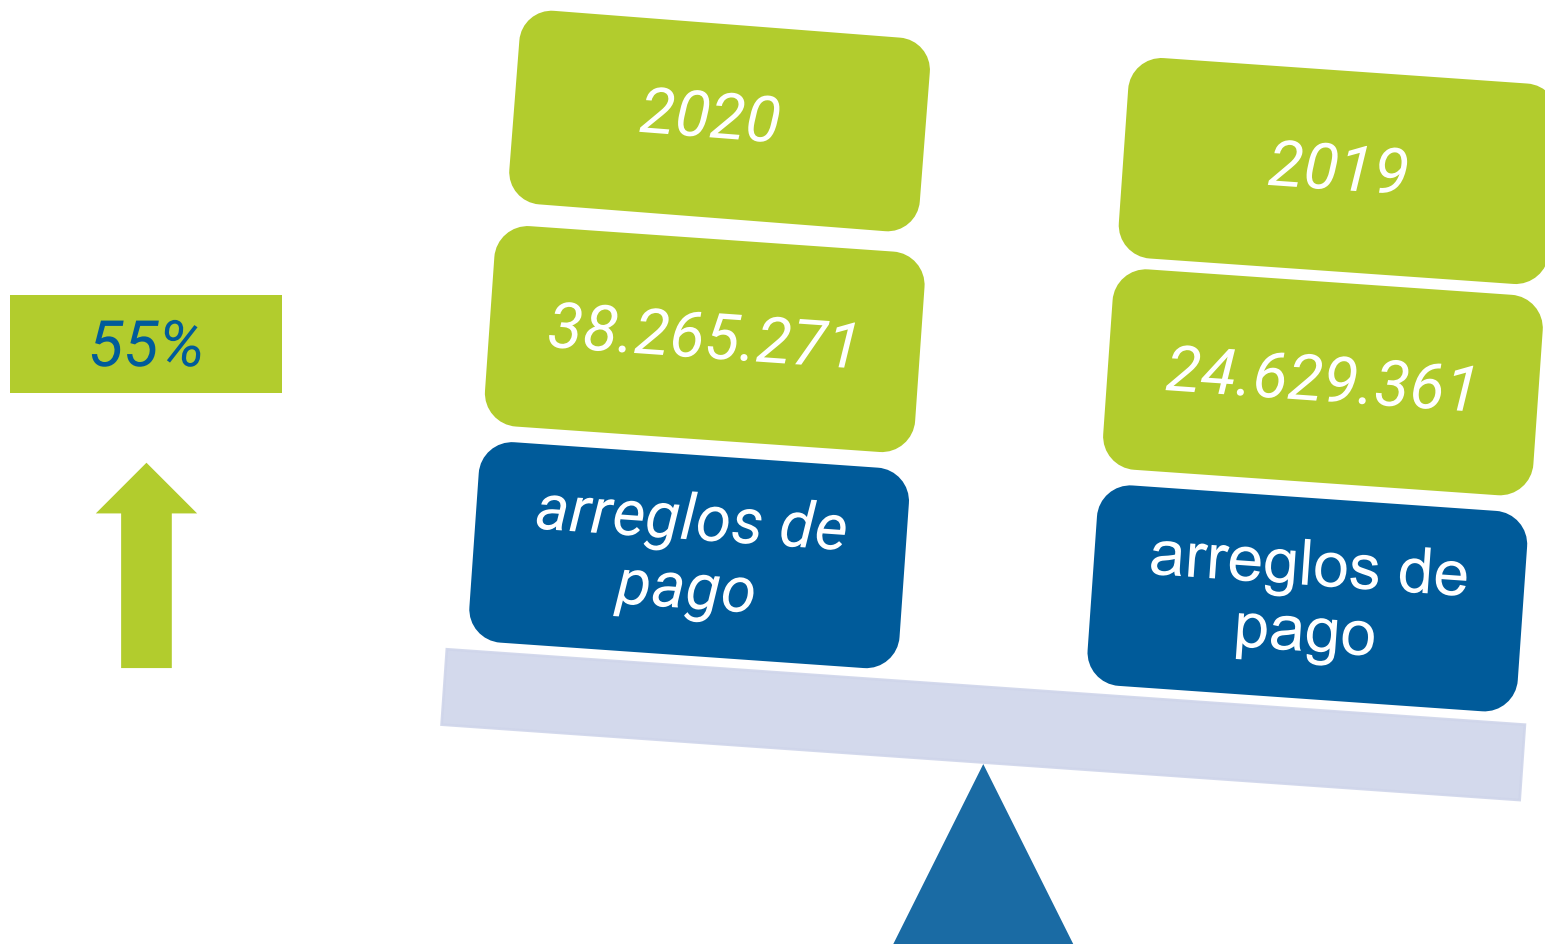 55%
2020
38.265.271
arreglos de
pago
2019
24.629.361
arreglos de
pago